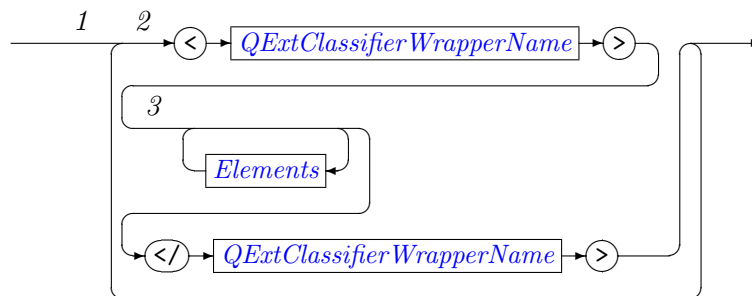 1 2 < QExtClassifierWrapperName >
3
Elements
</ QExtClassifierWrapperName >